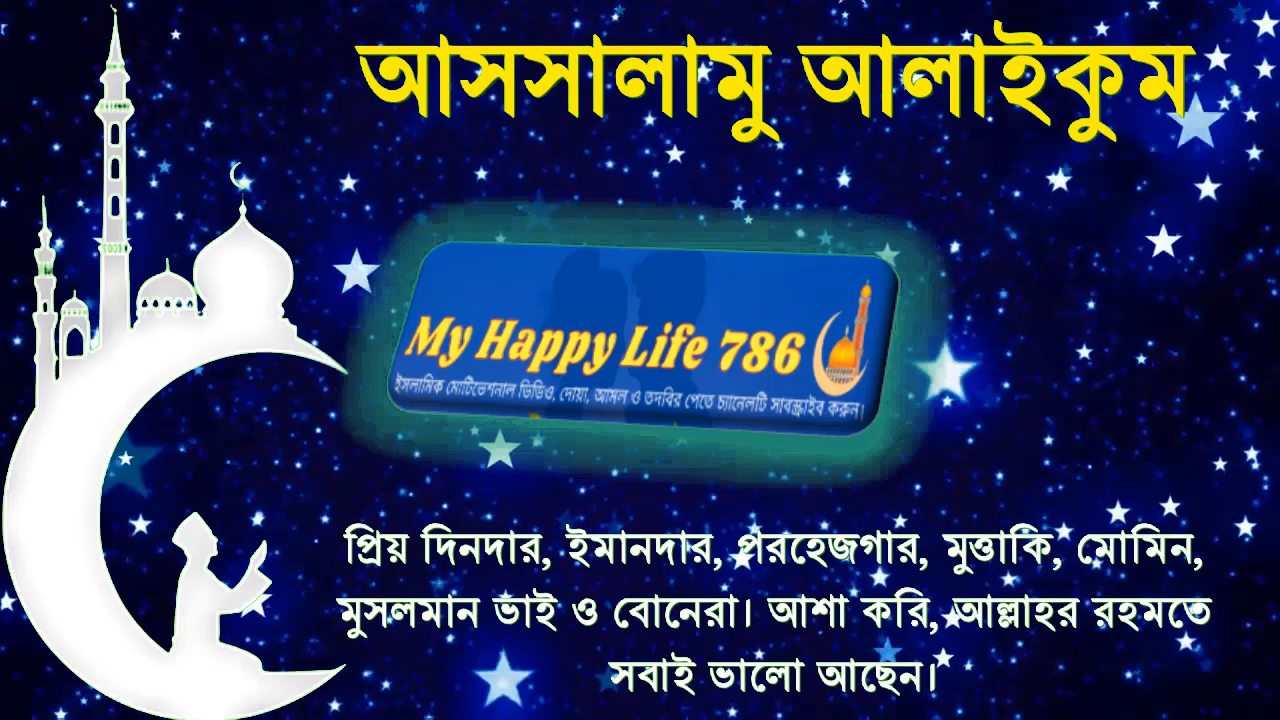 আসসালামু আলাইকুম
My Happy Life 786
ইসলামিক মোটিভেশনাল ভিডিও, দোয়া, আমল ও তদবির পেতে চ্যানেলটি সাবস্ক্রাইব করুন।
প্রিয় দিনদার, ইমানদার, পরহেজগার, মুত্তাকি, মোমিন,
মুসলমান ভাই ও বোনেরা। আশা করি, আল্লাহর রহমতে
সবাই ভালো আছেন।